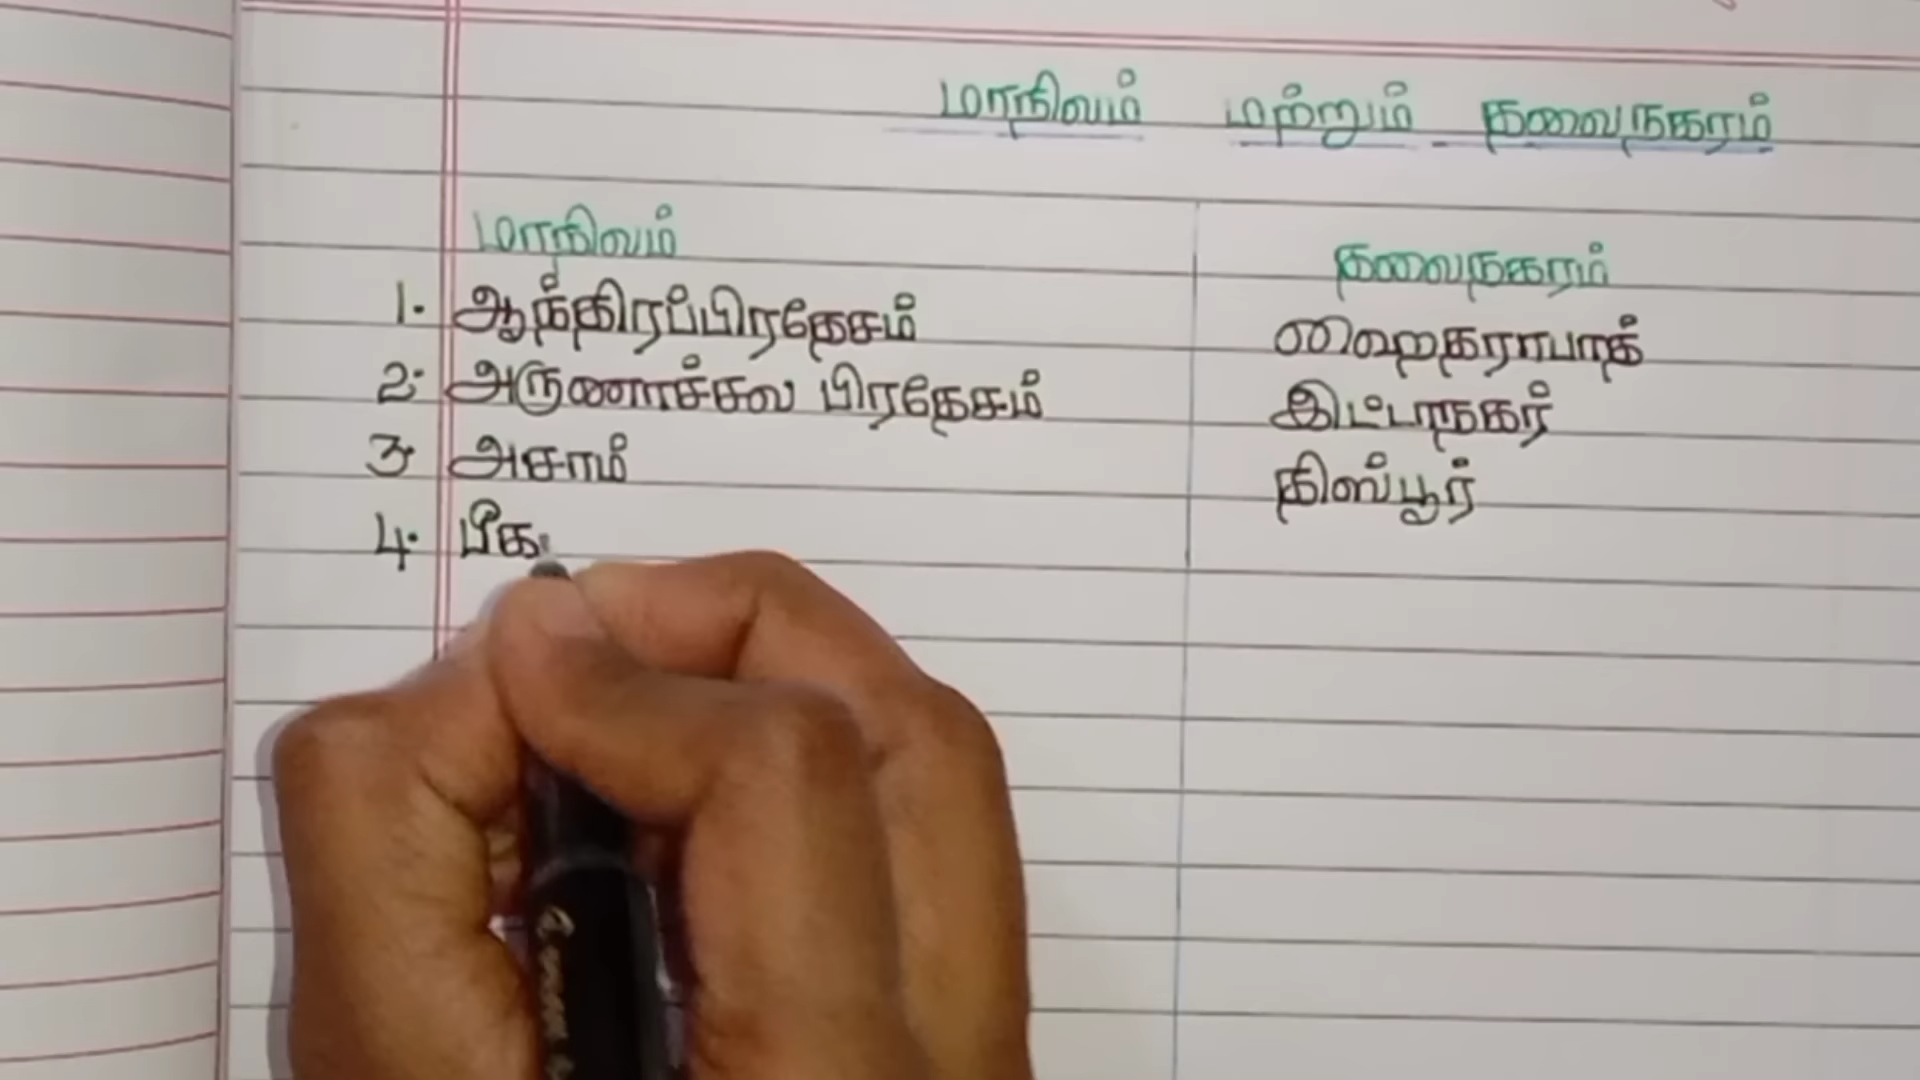 மாநிலம் மற்றும் தலைநகரம்
மாநிலம் தலைநகரம்
1. ஆந்திரப்பிரதேசம் ஹைதராபாத்
2. அருணாச்சல பிரதேசம் இட்டாநகர்
3. அசாம் திஸ்பூர்
4. பீக